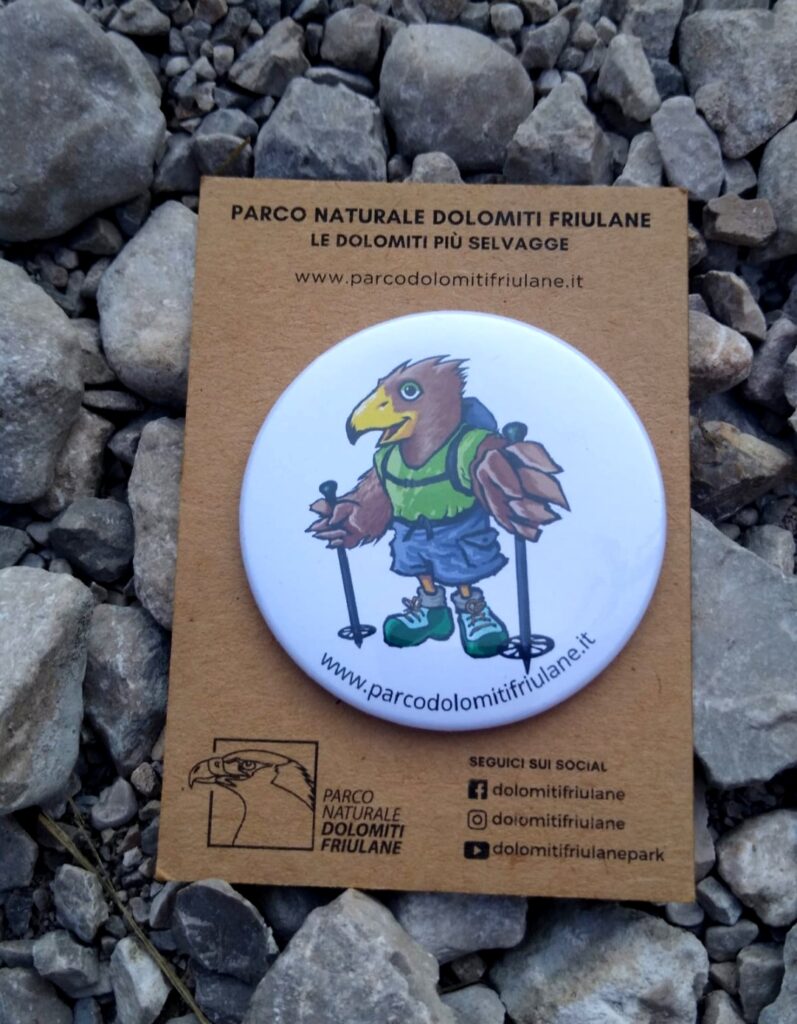 PARCO NATURALE DOLOMITI FRIULANE
LE DOLOMITI PIÙ SELVAGGE
www.parcodolomitifriulane.it
www.parcodolomitifriulane.it
PARCO
NATURALE
DOLOMITI
FRIULANE
SEGUICI SUI SOCIAL
dolomitifriulane
dolomitifriulane
dolomitifriulanepark